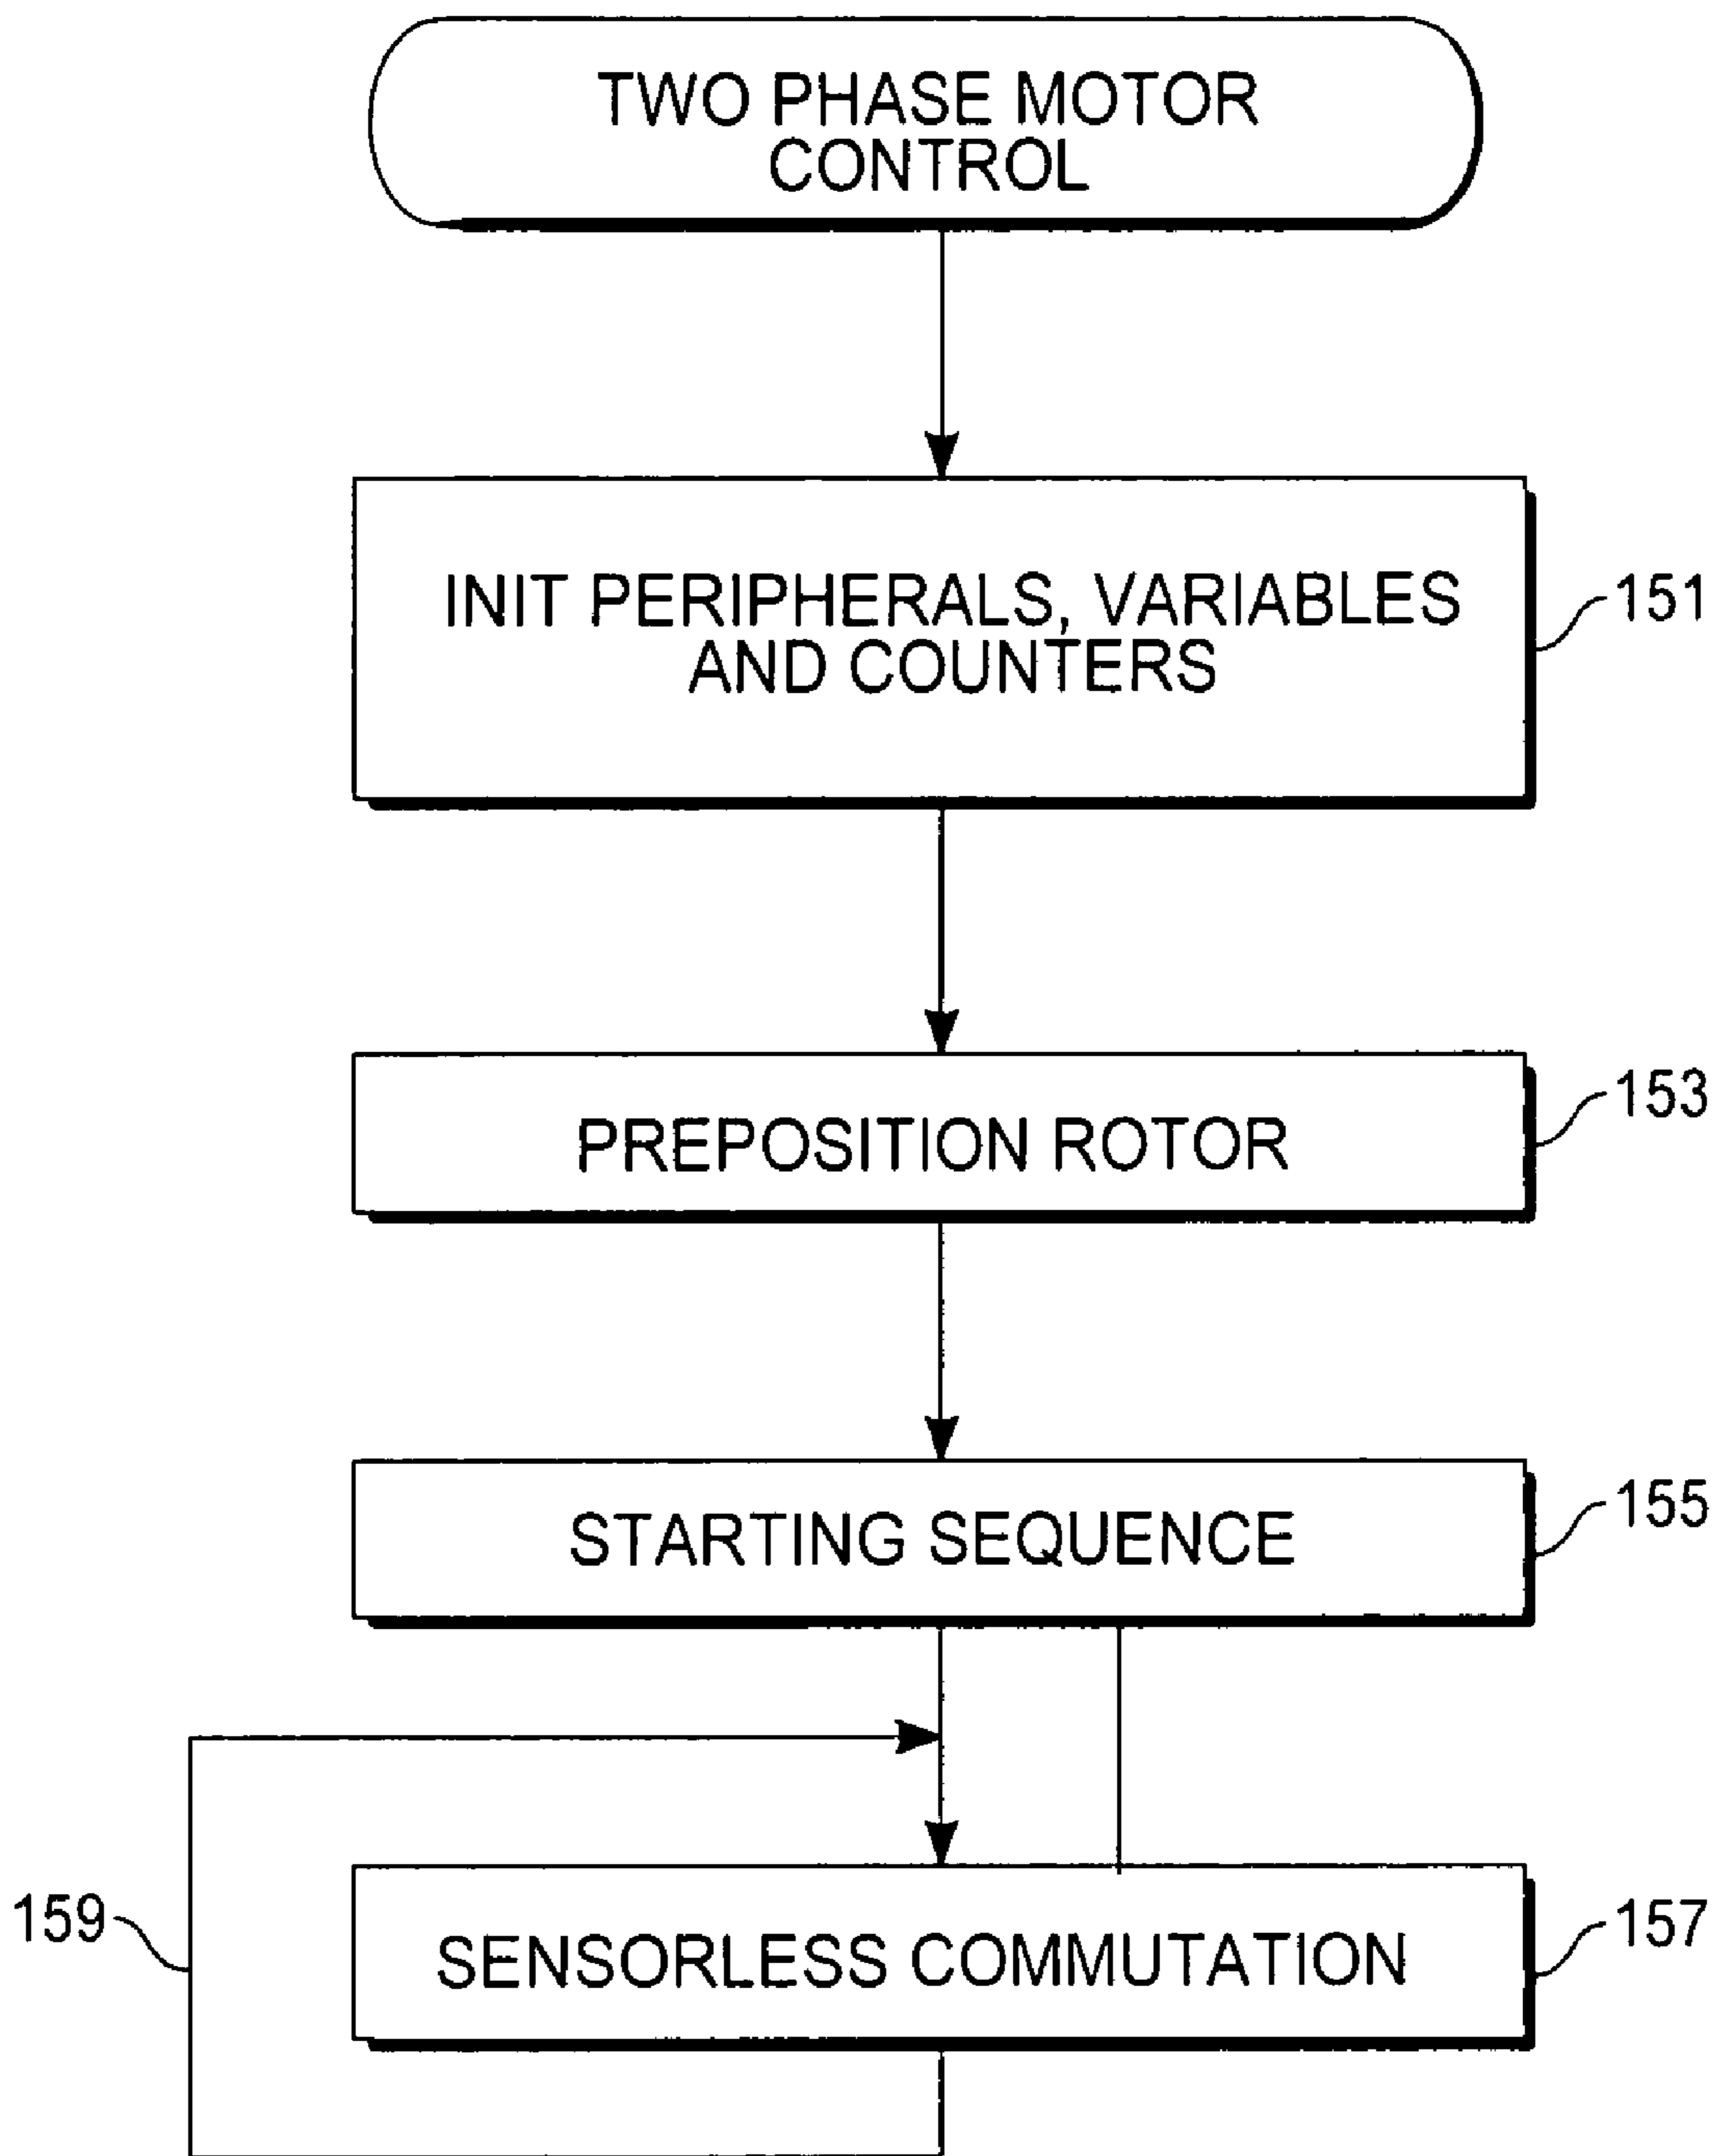 TWO PHASE MOTOR
CONTROL
INIT PERIPHERALS, VARIABLES
AND COUNTERS
151
PREPOSITION ROTOR
153
STARTING SEQUENCE
155
159
SENSORLESS COMMUTATION
157